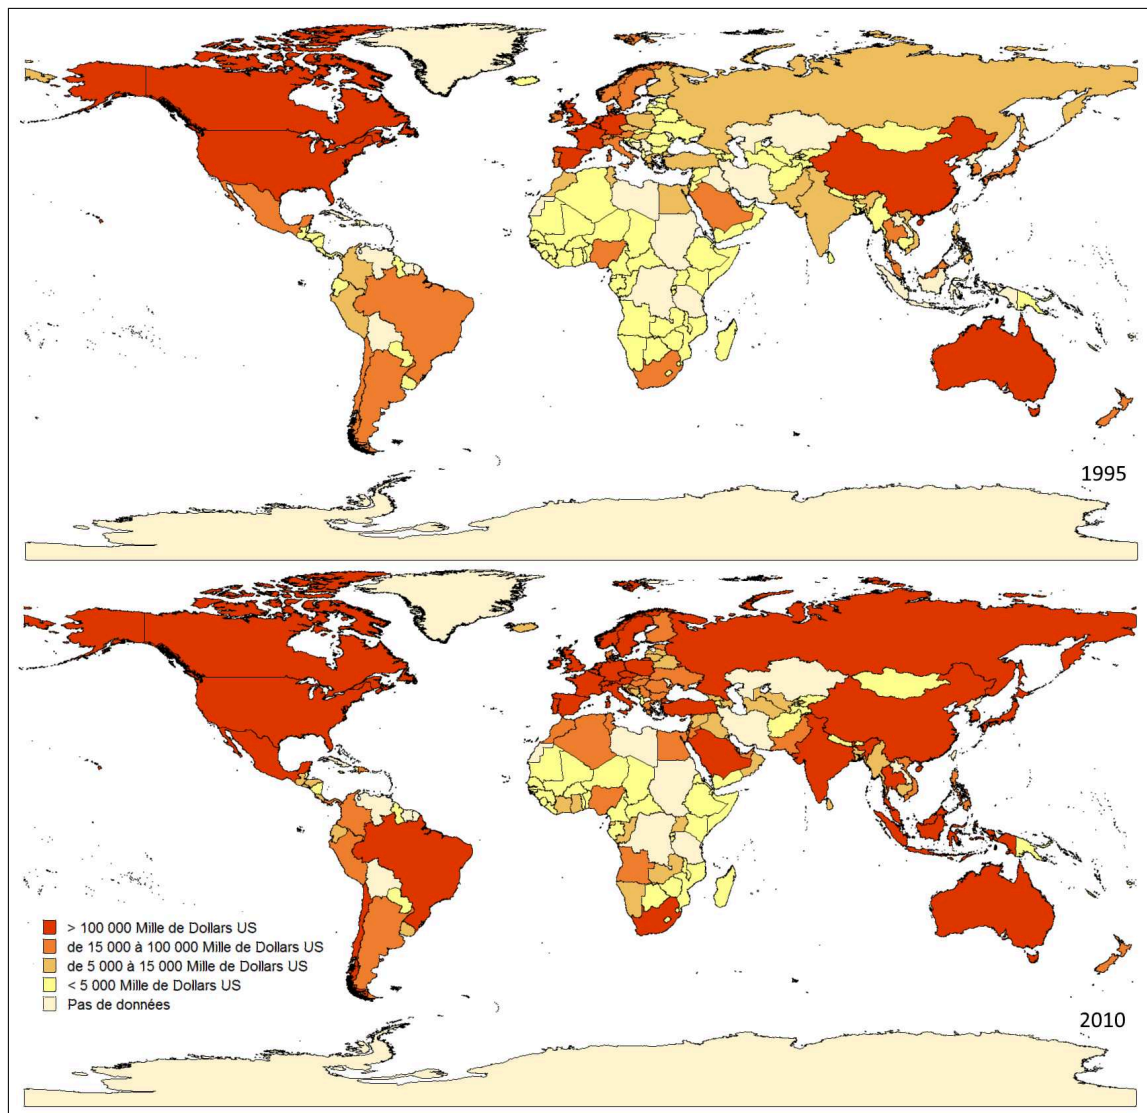 1995
> 100 000 Mille de Dollars US
de 15 000 à 100 000 Mille de Dollars US
de 5 000 à 15 000 Mille de Dollars US
< 5 000 Mille de Dollars US
Pas de données
2010